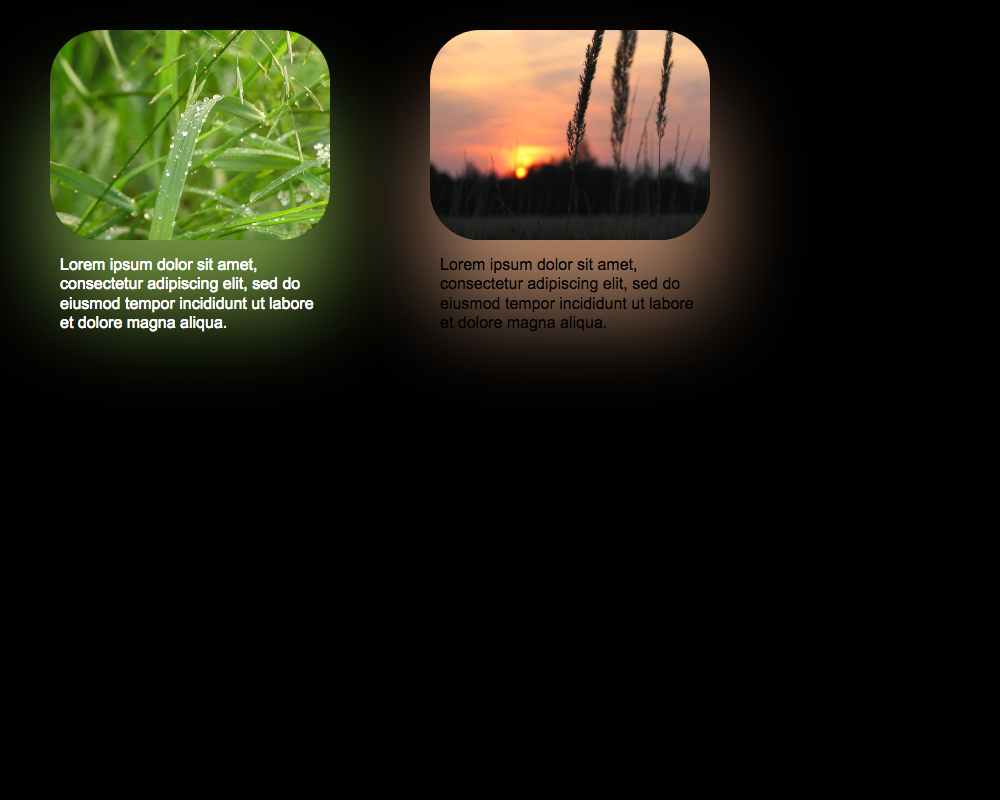 Lorem ipsum dolor sit amet,
consectetur adipiscing elit, sed do
eiusmod tempor incididunt ut labore
et dolore magna aliqua.
Lorem ipsum dolor sit amet,
consectetur adipiscing elit, sed do
eiusmod tempor incididunt ut labore
et dolore magna aliqua.